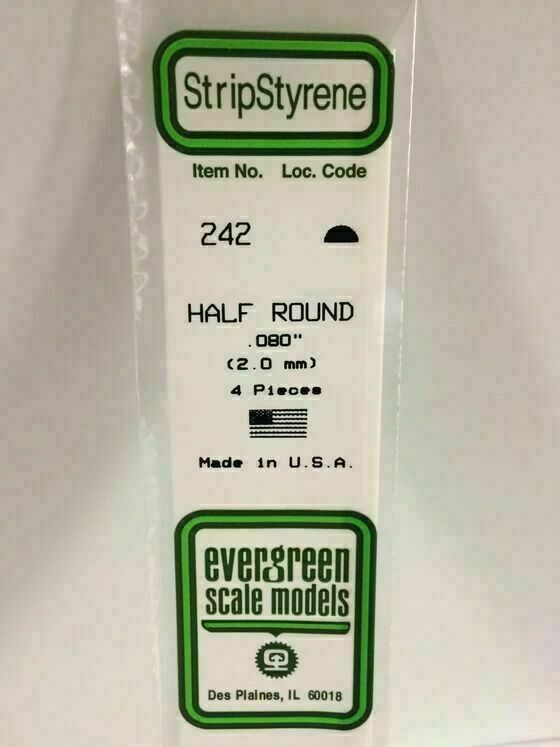 StripStyrene
Item No. Loc. Code
242
HALF ROUND
.080"
(2.0 mm)
4 Pieces
Made in U.S.A.
evergreen
scale models
Des Plaines, IL 60018